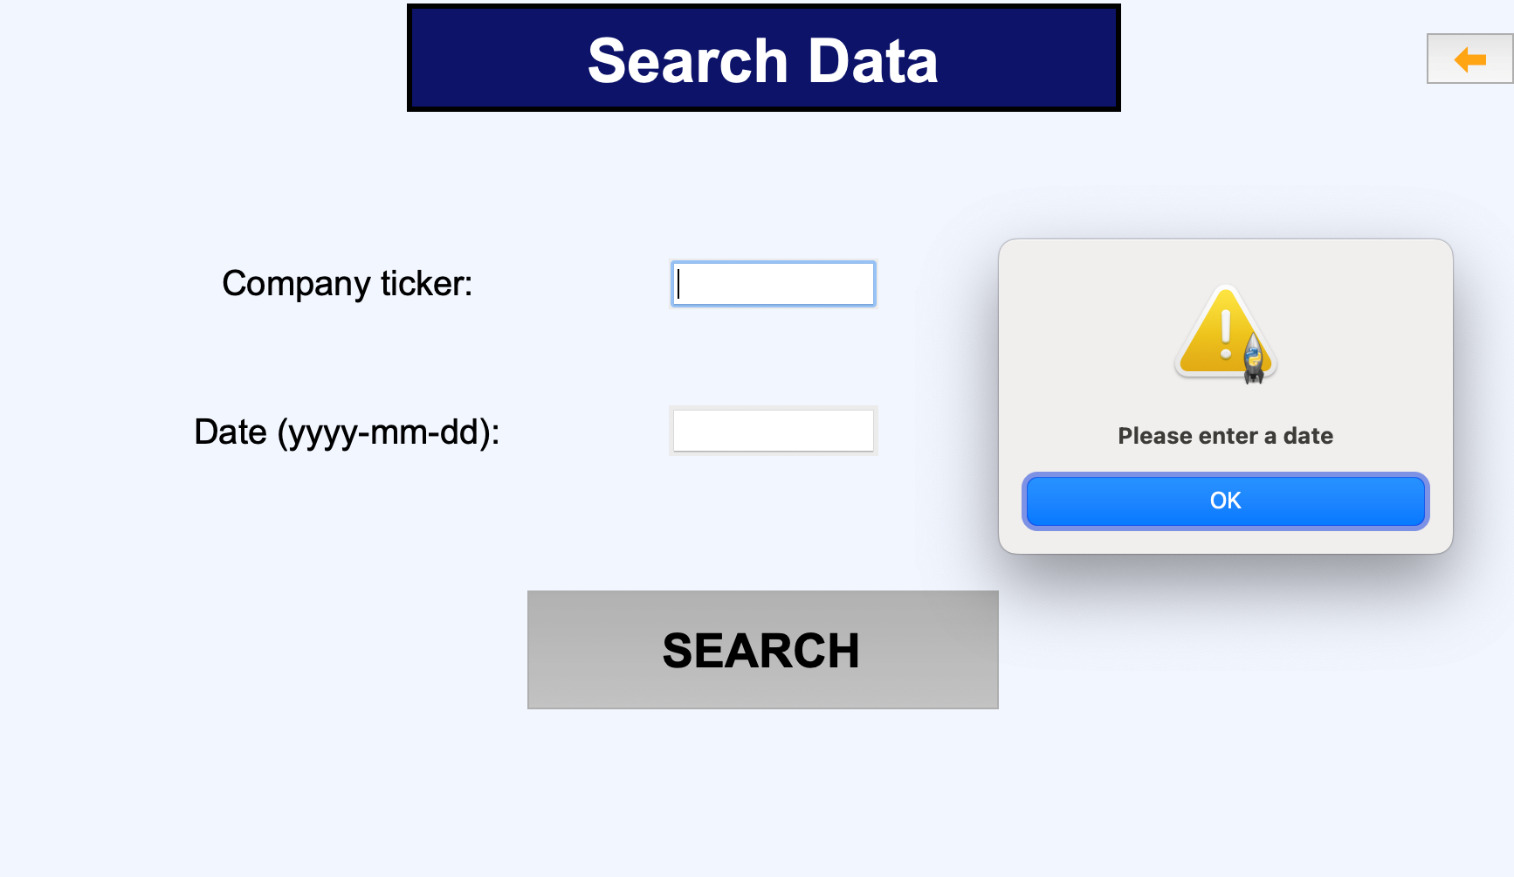 Search Data
Company ticker:
Date (yyyy-mm-dd):
Please enter a date
OK
SEARCH